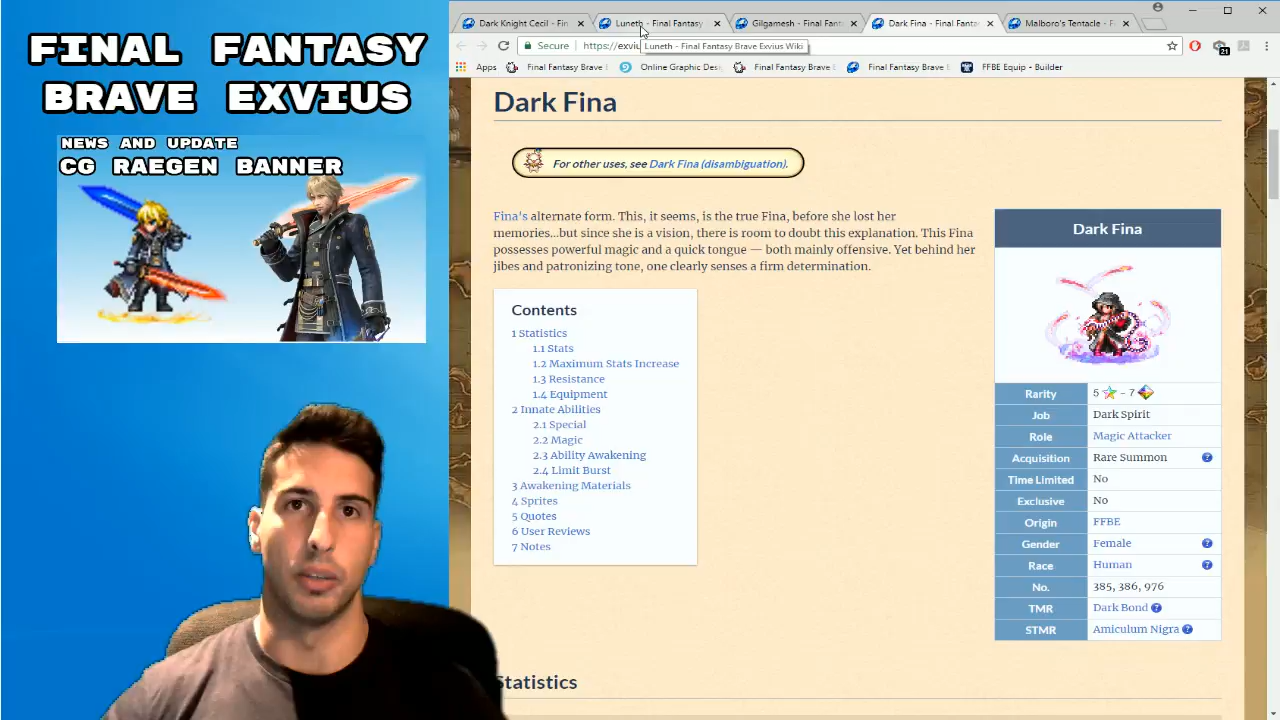 FINAL FANTASY
BRAVE EXVIUS
NEWS AND UPDATE
CG RAEGEN BANNER
Dark Knight Cecil - Fin
Luneth - Final Fantasy
Gilgamesh - Final Fant
Dark Fina - Final Fanta
Malboro's Tentacle - Fi
Secure
https://exviu
Luneth - Final Fantasy Brave Exvius Wiki
21
Apps
Final Fantasy Brave E
Online Graphic Desi
Final Fantasy Brave E
Final Fantasy Brave E
FFBE Equip - Builder
Dark Fina
For other uses, see Dark Fina (disambiguation).
Fina's alternate form. This, it seems, is the true Fina, before she lost her
memories...but since she is a vision, there is room to doubt this explanation. This Fina
possesses powerful magic and a quick tongue — both mainly offensive. Yet behind her
jibes and patronizing tone, one clearly senses a firm determination.
Contents
1 Statistics
1.1 Stats
1.2 Maximum Stats Increase
1.3 Resistance
1.4 Equipment
2 Innate Abilities
2.1 Special
2.2 Magic
2.3 Ability Awakening
2.4 Limit Burst
3 Awakening Materials
4 Sprites
5 Quotes
6 User Reviews
7 Notes
Dark Fina
Rarity 5 - 7
Job Dark Spirit
Role Magic Attacker
Acquisition Rare Summon
Time Limited No
Exclusive No
Origin FFBE
Gender Female
Race Human
No. 385, 386, 976
TMR Dark Bond
STMR Amiculum Nigra
Statistics